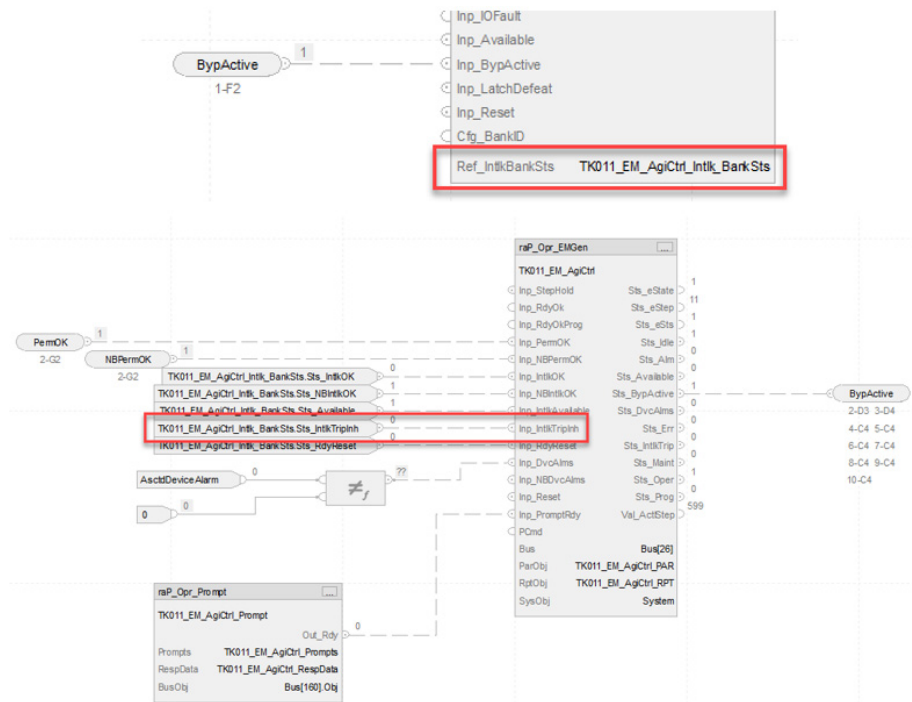 Inp_IOFault
Inp_Available
BypActive 1 Inp_BypActive
1-F2
Inp_LatchDefeat
Inp_Reset
Cfg_BankID
Ref_IntlkBankSts TK011_EM_AgiCtrl_Intlk_BankSts
raP_Opr_EMGen ...
TK011_EM_AgiCtrl
Inp_StepHold Sts_eState 1
Inp_RdyOk Sts_eStep 11
Inp_RdyOkProg Sts_eSts 1
PermOK 1 Inp_PermOK Sts_Idle 1
2-G2
NBPermOK 1 Inp_NBPermOK Sts_Alm 0
2-G2
TK011_EM_AgiCtrl_Intlk_BankSts.Sts_IntlkOK 0 Inp_IntlkOK Sts_Available 0
TK011_EM_AgiCtrl_Intlk_BankSts.Sts_NBIntlkOK 1 Inp_NBIntlkOK Sts_BypActive 1 BypActive
TK011_EM_AgiCtrl_Intlk_BankSts.Sts_Available 0 Inp_IntlkAvailable Sts_DvcAlms 0 2-D3 3-D4
TK011_EM_AgiCtrl_Intlk_BankSts.Sts_IntlkTripInh 0 Inp_IntlkTripInh Sts_Err 0 4-C4 5-C4
TK011_EM_AgiCtrl_Intlk_BankSts.Sts_RdyReset 0 Inp_RdyReset Sts_IntlkTrip 0 6-C4 7-C4
Inp_DvcAlms Sts_Maint 0 8-C4 9-C4
AsctdDeviceAlarm 0 ≠f ?? Inp_NBDvcAlms Sts_Oper 1 10-C4
Inp_Reset Sts_Prog 0
0 0 Inp_PromptRdy Val_ActlStep 599
PCmd
Bus Bus[26]
ParObj TK011_EM_AgiCtrl_PAR
RptObj TK011_EM_AgiCtrl_RPT
SysObj System
raP_Opr_Prompt ...
TK011_EM_AgiCtrl_Prompt
Out_Rdy 0
Prompts TK011_EM_AgiCtrl_Prompts
RespData TK011_EM_AgiCtrl_RespData
BusObj Bus[160].Obj